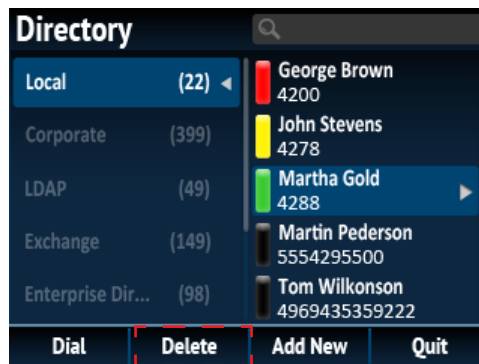 Directory
Local (22)
Corporate (399)
LDAP (49)
Exchange (149)
Enterprise Dir... (98)
George Brown
4200
John Stevens
4278
Martha Gold
4288
Martin Pederson
5554295500
Tom Wilkonson
4969435359222
Dial Delete Add New Quit